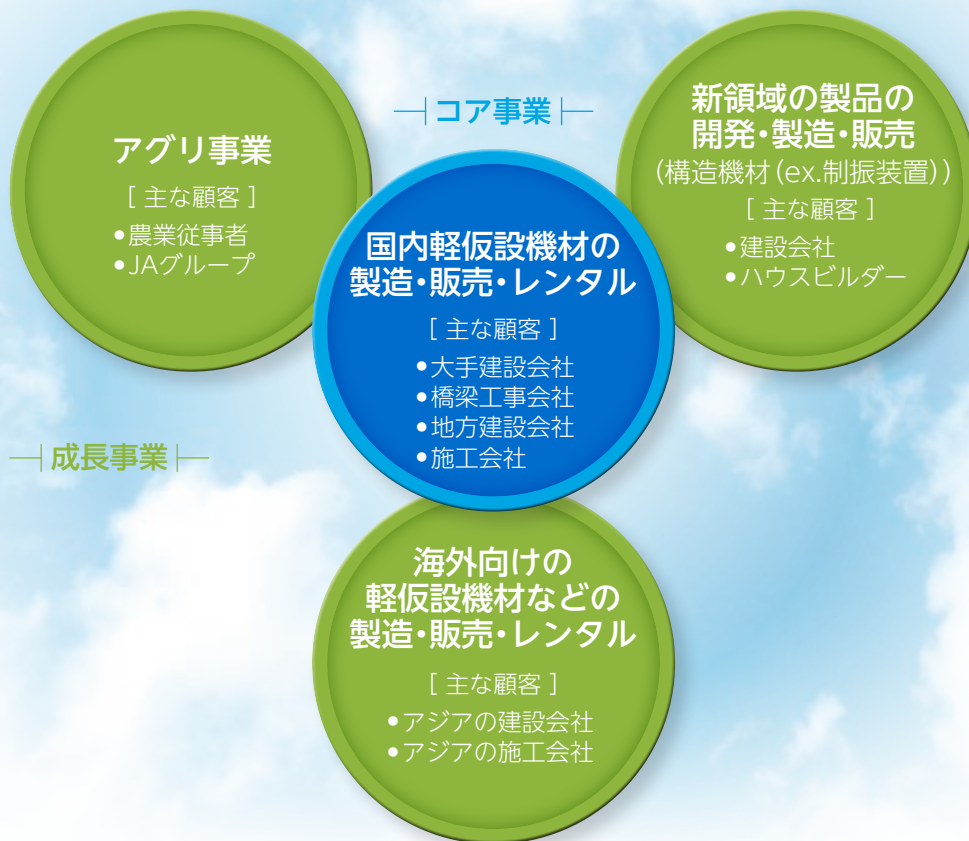 コア事業
アグリ事業
[ 主な顧客 ]
•農業従事者
•JAグループ
新領域の製品の
開発・製造・販売
(構造機材(ex.制振装置))
[ 主な顧客 ]
•建設会社
•ハウスビルダー
国内軽仮設機材の
製造・販売・レンタル
[ 主な顧客 ]
•大手建設会社
•橋梁工事会社
•地方建設会社
•施工会社
成長事業
海外向けの
軽仮設機材などの
製造・販売・レンタル
[ 主な顧客 ]
•アジアの建設会社
•アジアの施工会社